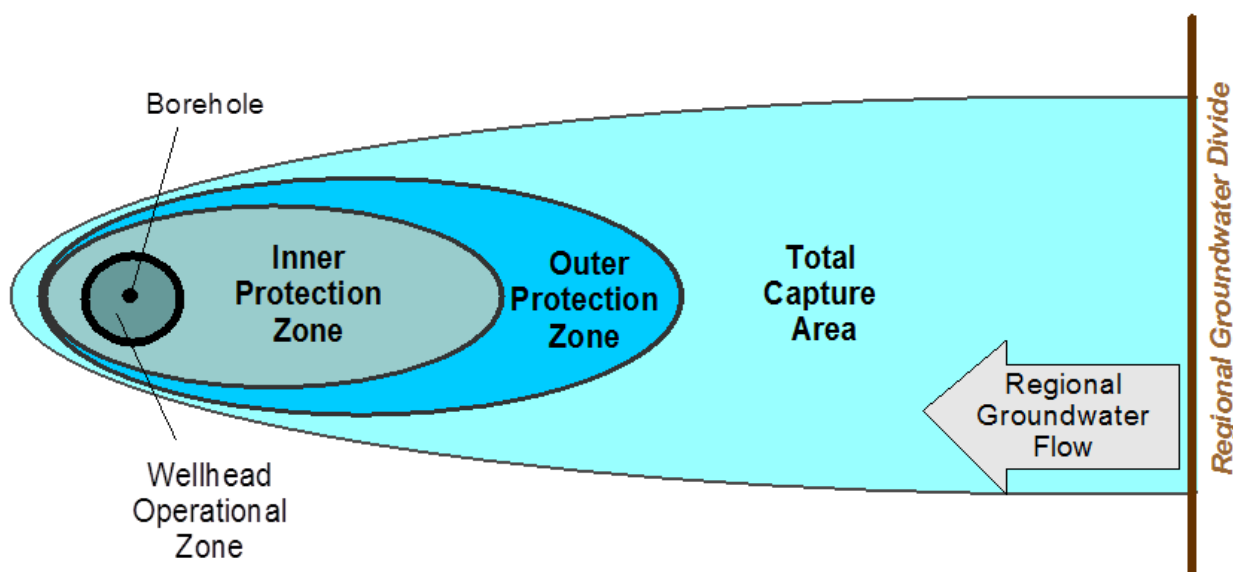 Borehole
Inner
Protection
Zone
Outer
Protection
Zone
Total
Capture
Area
Regional
Groundwater
Flow
Wellhead
Operational
Zone
Regional Groundwater Divide